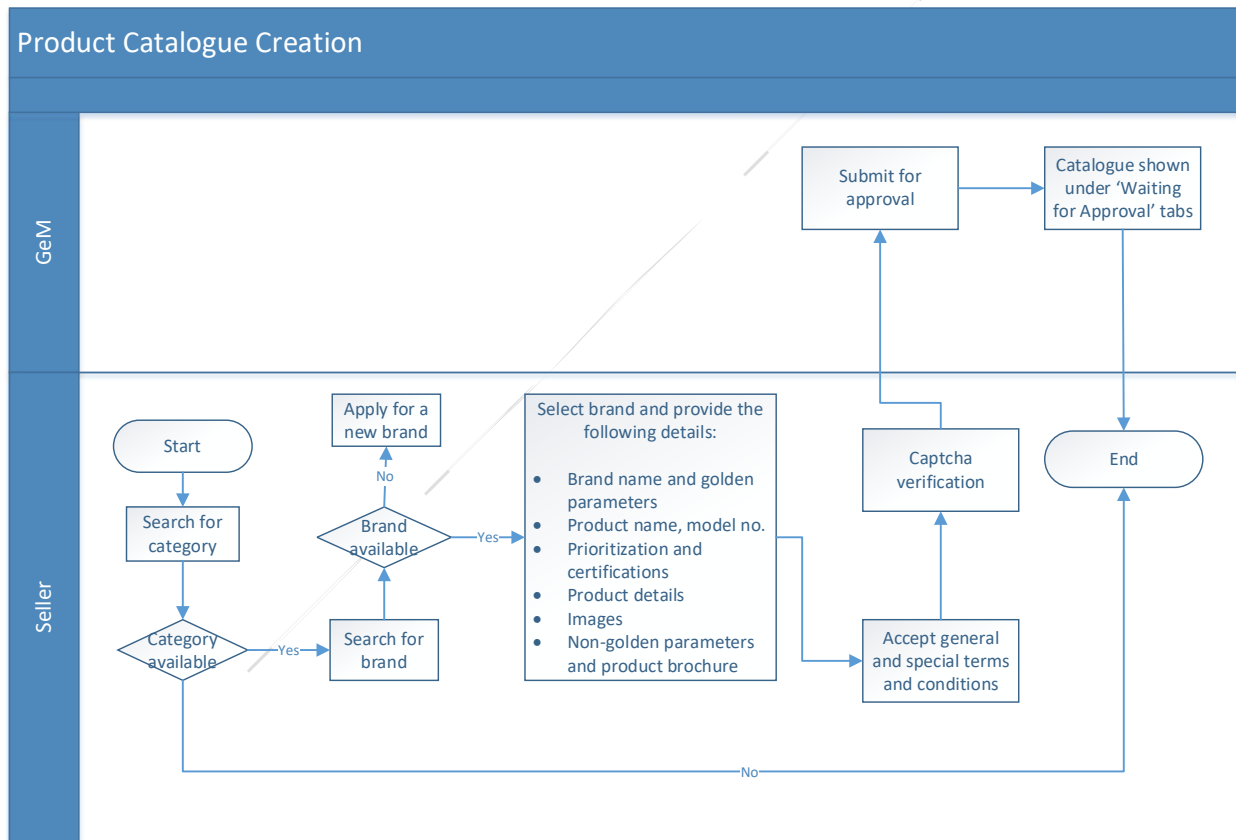 Product Catalogue Creation
GeM
Submit for
approval
Catalogue shown
under ‘Waiting
for Approval’ tabs
Seller
Start
Search for
category
Category
available
Yes
Search for
brand
Brand
available
No
Apply for a
new brand
Yes
Select brand and provide the
following details:
• Brand name and golden
parameters
• Product name, model no.
• Prioritization and
certifications
• Product details
• Images
• Non-golden parameters
and product brochure
Accept general
and special terms
and conditions
Captcha
verification
End
No